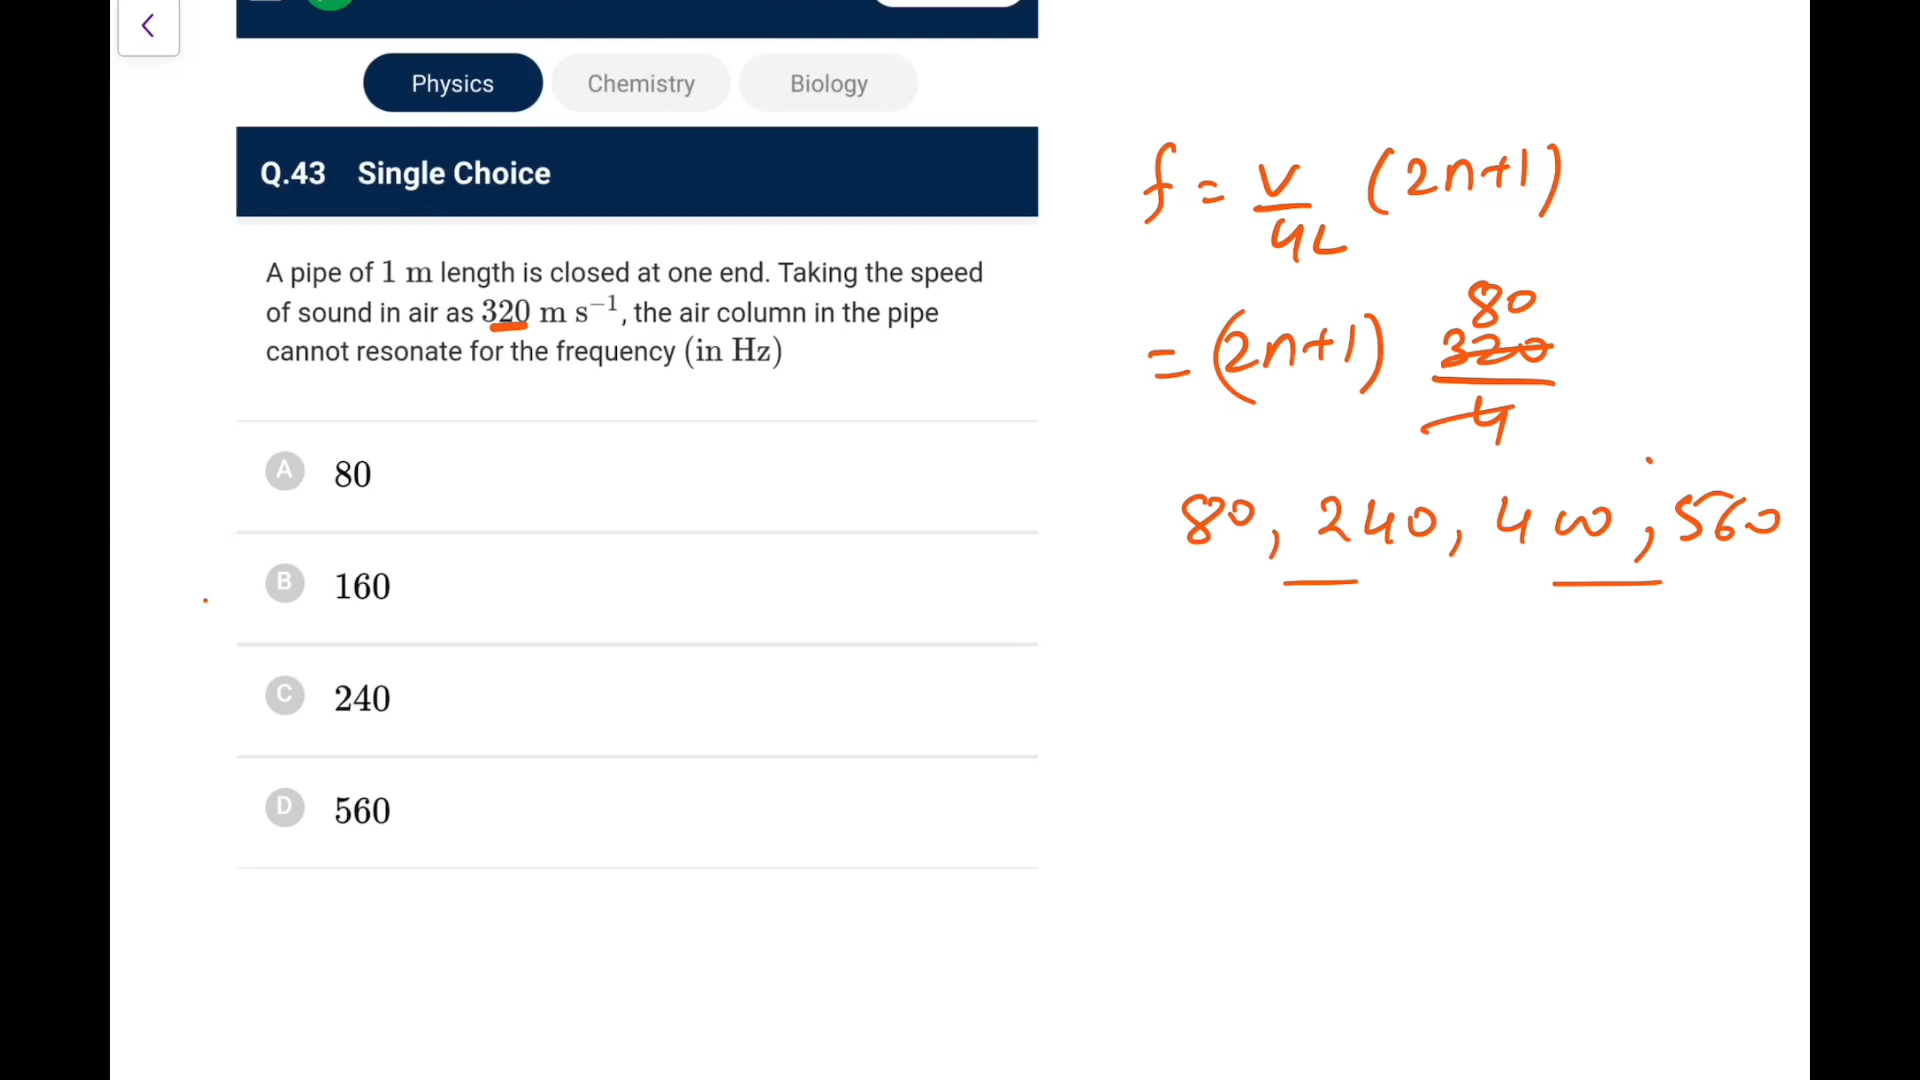 Physics Chemistry Biology
Q.43 Single Choice
A pipe of 1 m length is closed at one end. Taking the speed
of sound in air as 320 m s⁻¹, the air column in the pipe
cannot resonate for the frequency (in Hz)
A 80
B 160
C 240
D 560
f = v/4L (2n+1)
= (2n+1) 320/4 80
80, 240, 400, 560